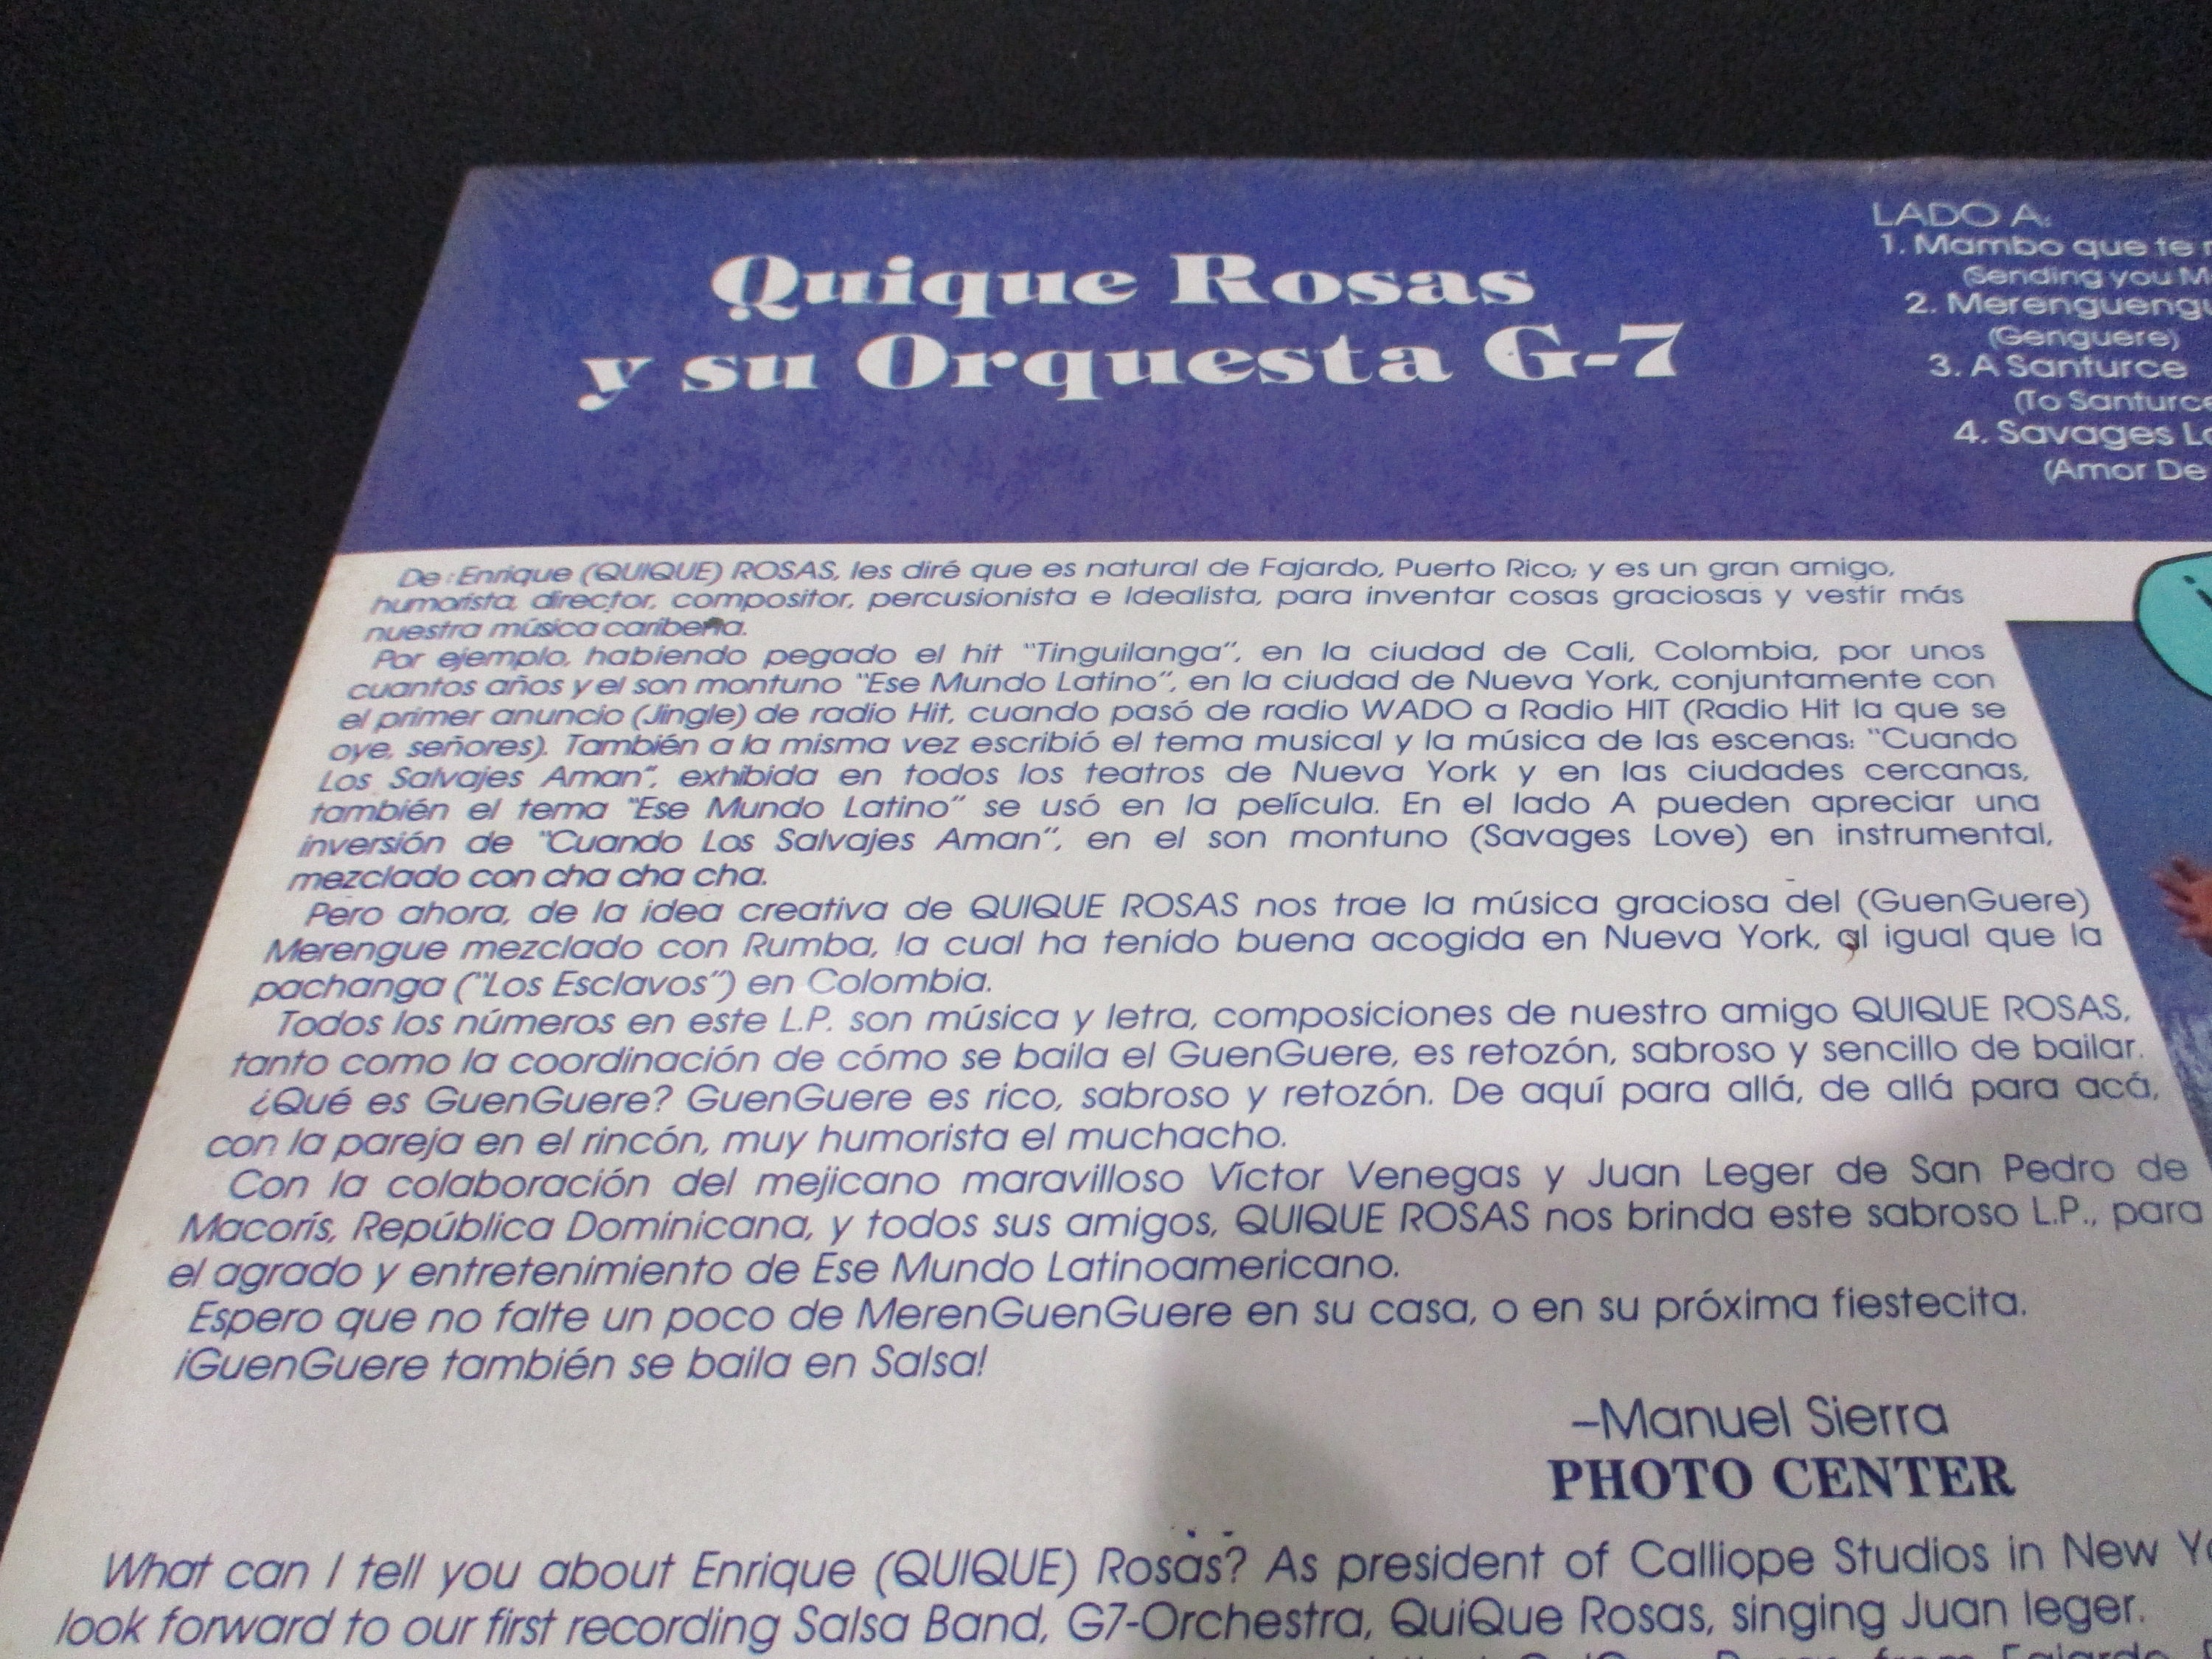 Quique Rosas
y su Orquesta G-7
LADO A:
1. Mambo que te
(Sending you
2. Merenguengu
(Genguere)
3. A Santurce
(To Santurce
4. Savages
(Amor De
De: Enrique (QUIQUE) ROSAS, les diré que es natural de Fajardo, Puerto Rico; y es un gran amigo,
humorista, director, compositor, percusionista e Idealista, para inventar cosas graciosas y vestir más
nuestra música caribeña.
Por ejemplo, habiendo pegado el hit "Tinguilanga", en la ciudad de Cali, Colombia, por unos
cuantos años y el son montuno "Ese Mundo Latino", en la ciudad de Nueva York, conjuntamente con
el primer anuncio (Jingle) de radio Hit, cuando pasó de radio WADO a Radio HIT (Radio Hit la que se
oye, señores). También a la misma vez escribió el tema musical y la música de las escenas: "Cuando
Los Salvajes Aman", exhibida en todos los teatros de Nueva York y en las ciudades cercanas,
también el tema "Ese Mundo Latino" se usó en la película. En el lado A pueden apreciar una
inversión de "Cuando Los Salvajes Aman", en el son montuno (Savages Love) en instrumental,
mezclado con cha cha cha.
Pero ahora, de la idea creativa de QUIQUE ROSAS nos trae la música graciosa del (GuenGuere)
Merengue mezclado con Rumba, la cual ha tenido buena acogida en Nueva York, al igual que la
pachanga ("Los Esclavos") en Colombia.
Todos los números en este L.P. son música y letra, composiciones de nuestro amigo QUIQUE ROSAS,
tanto como la coordinación de cómo se baila el GuenGuere, es retozón, sabroso y sencillo de bailar.
¿Qué es GuenGuere? GuenGuere es rico, sabroso y retozón. De aquí para allá, de allá para acá,
con la pareja en el rincón, muy humorista el muchacho.
Con la colaboración del mejicano maravilloso Víctor Venegas y Juan Leger de San Pedro de
Macorís, República Dominicana, y todos sus amigos, QUIQUE ROSAS nos brinda este sabroso L.P., para
el agrado y entretenimiento de Ese Mundo Latinoamericano.
Espero que no falte un poco de MerenGuenGuere en su casa, o en su próxima fiestecita.
¡GuenGuere también se baila en Salsa!
–Manuel Sierra
PHOTO CENTER
What can I tell you about Enrique (QUIQUE) Rosas? As president of Calliope Studios in New
look forward to our first recording Salsa Band, G7-Orchestra, QuiQue Rosas, singing Juan leger.